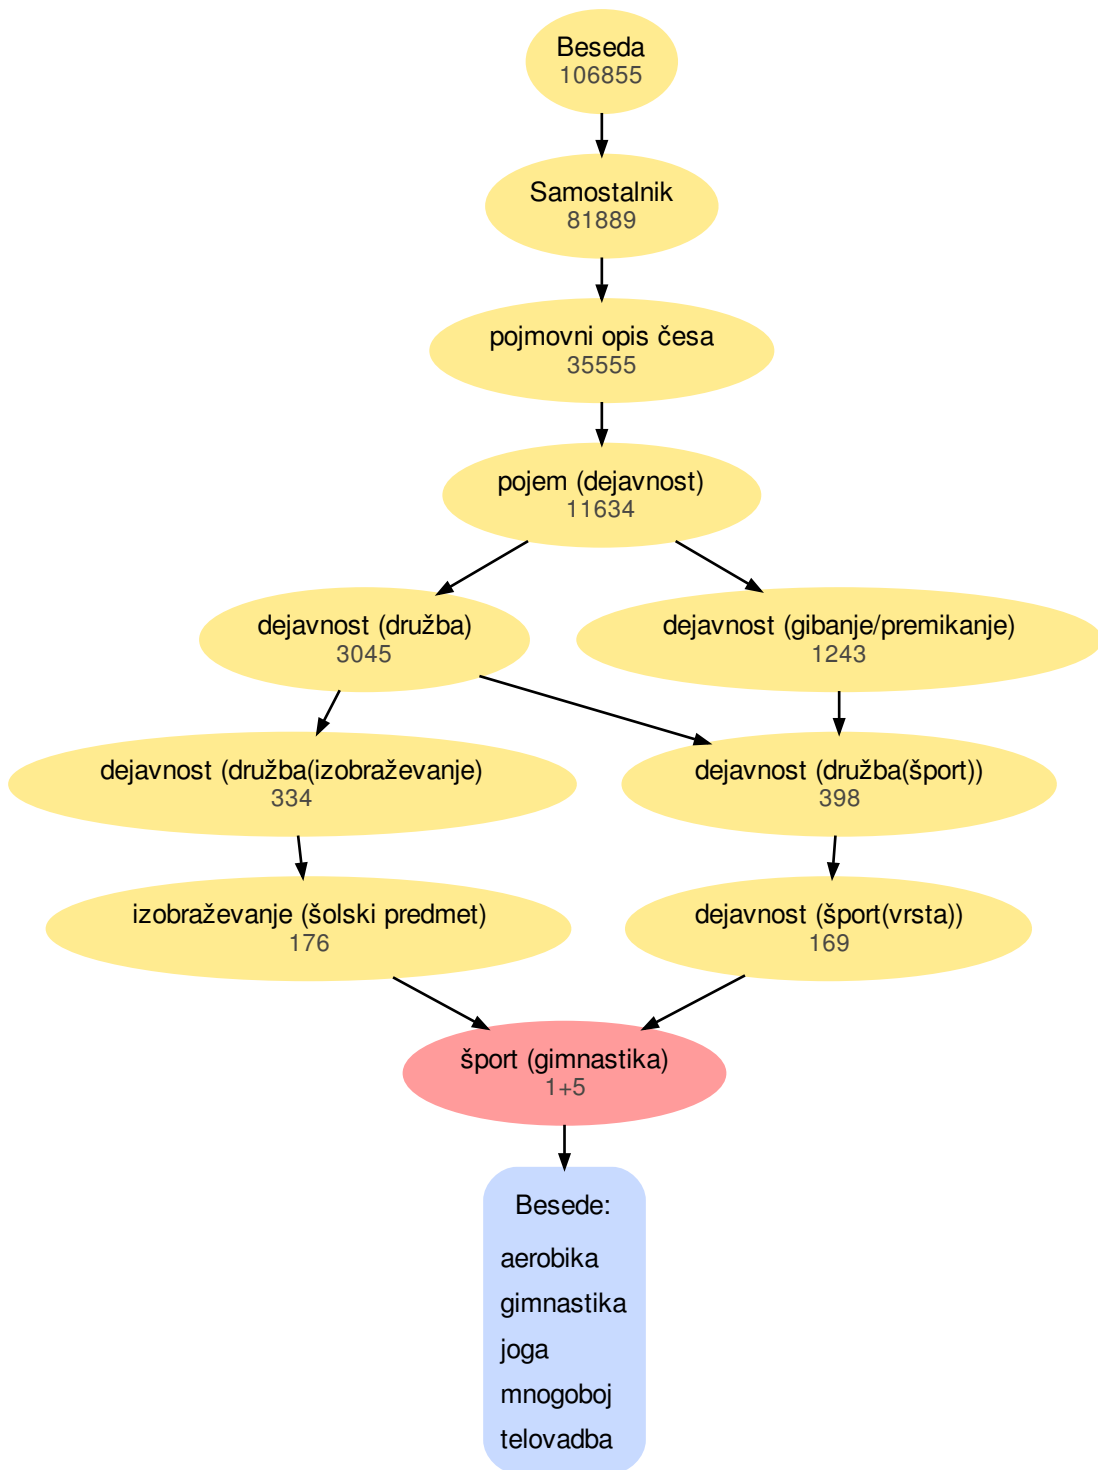 Beseda
106855
Samostalnik
81889
pojmovni opis česa
35555
pojem (dejavnost)
11634
dejavnost (družba)
3045
dejavnost (gibanje/premikanje)
1243
dejavnost (družba(izobraževanje)
334
dejavnost (družba(šport))
398
izobraževanje (šolski predmet)
176
dejavnost (šport(vrsta))
169
šport (gimnastika)
1+5
Besede:
aerobika
gimnastika
joga
mnogoboj
telovadba